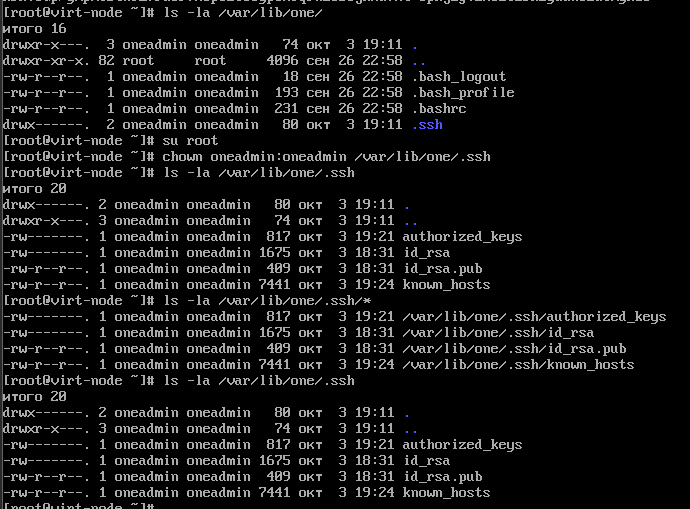 [root@virt-node ~]# ls -la /var/lib/one/
итого 16
drwxr-x---.  3 oneadmin oneadmin   74 окт  3 19:11 .
drwxr-xr-x. 82 root     root     4096 сен 26 22:58 ..
-rw-r--r--.  1 oneadmin oneadmin   18 сен 26 22:58 .bash_logout
-rw-r--r--.  1 oneadmin oneadmin  193 сен 26 22:58 .bash_profile
-rw-r--r--.  1 oneadmin oneadmin  231 сен 26 22:58 .bashrc
drwx------.  2 oneadmin oneadmin   80 окт  3 19:11 .ssh
[root@virt-node ~]# su root
[root@virt-node ~]# chown oneadmin:oneadmin /var/lib/one/.ssh
[root@virt-node ~]# ls -la /var/lib/one/.ssh
итого 20
drwx------. 2 oneadmin oneadmin   80 окт  3 19:11 .
drwxr-x---. 3 oneadmin oneadmin   74 окт  3 19:11 ..
-rw-------. 1 oneadmin oneadmin  817 окт  3 19:21 authorized_keys
-rw-------. 1 oneadmin oneadmin 1675 окт  3 18:31 id_rsa
-rw-r--r--. 1 oneadmin oneadmin  409 окт  3 18:31 id_rsa.pub
-rw-r--r--. 1 oneadmin oneadmin 7441 окт  3 19:24 known_hosts
[root@virt-node ~]# ls -la /var/lib/one/.ssh/*
-rw-------. 1 oneadmin oneadmin  817 окт  3 19:21 /var/lib/one/.ssh/authorized_keys
-rw-------. 1 oneadmin oneadmin 1675 окт  3 18:31 /var/lib/one/.ssh/id_rsa
-rw-r--r--. 1 oneadmin oneadmin  409 окт  3 18:31 /var/lib/one/.ssh/id_rsa.pub
-rw-r--r--. 1 oneadmin oneadmin 7441 окт  3 19:24 /var/lib/one/.ssh/known_hosts
[root@virt-node ~]# ls -la /var/lib/one/.ssh
итого 20
drwx------. 2 oneadmin oneadmin   80 окт  3 19:11 .
drwxr-x---. 3 oneadmin oneadmin   74 окт  3 19:11 ..
-rw-------. 1 oneadmin oneadmin  817 окт  3 19:21 authorized_keys
-rw-------. 1 oneadmin oneadmin 1675 окт  3 18:31 id_rsa
-rw-r--r--. 1 oneadmin oneadmin  409 окт  3 18:31 id_rsa.pub
-rw-r--r--. 1 oneadmin oneadmin 7441 окт  3 19:24 known_hosts
[root@virt-node ~]#